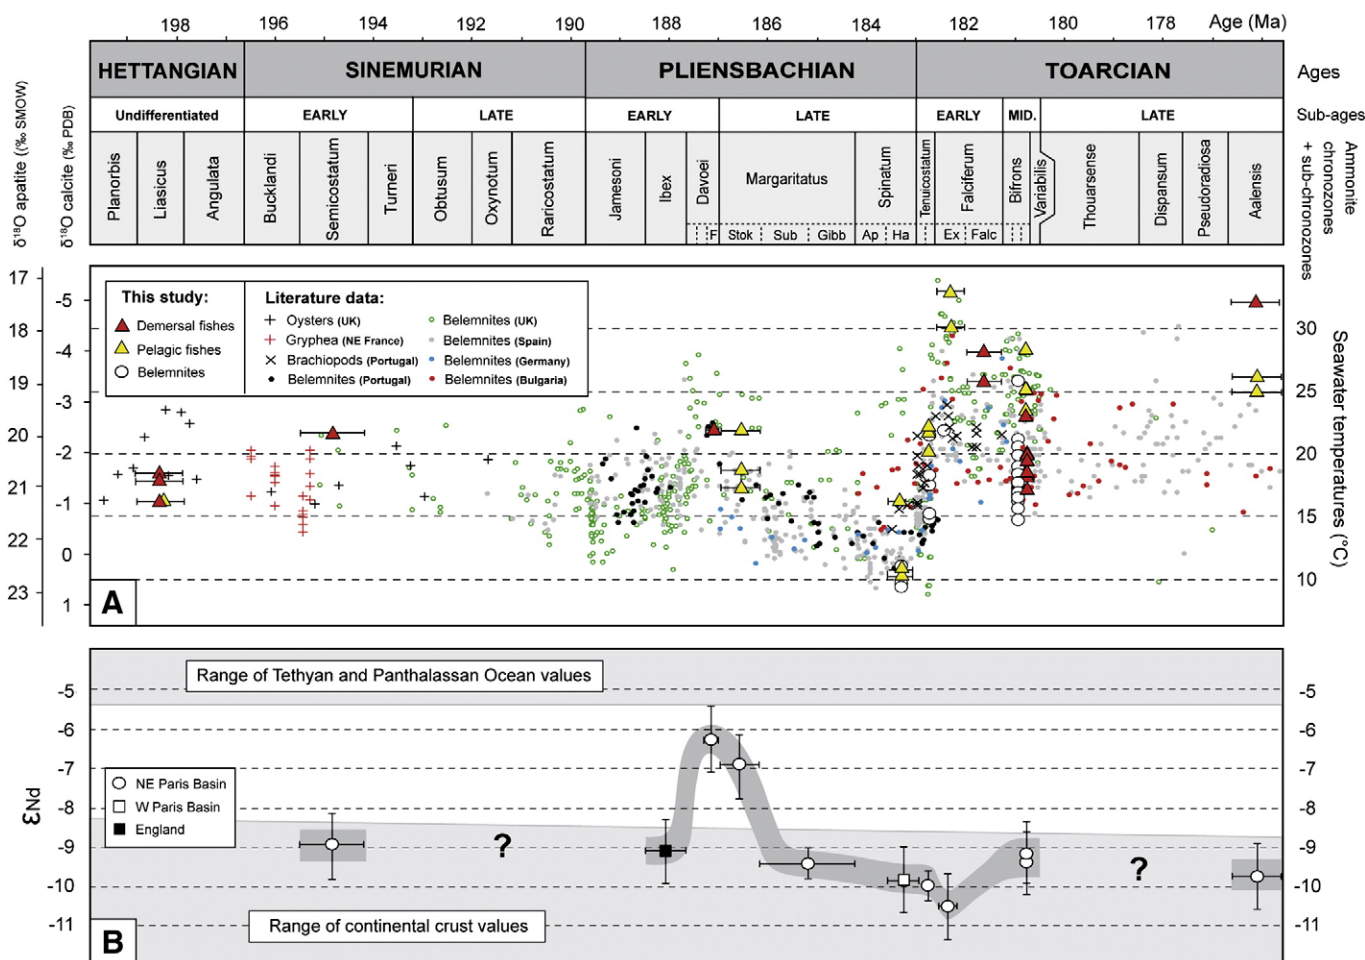 198 196 194 192 190 188 186 184 182 180 178 Age (Ma)
HETTANGIAN SINEMURIAN PLIENSBACHIAN TOARCIAN Ages
Undifferentiated EARLY LATE EARLY LATE EARLY MID. LATE Sub-ages
Planorbis Liasicus Angulata Bucklandi Semicostatum Turneri Obtusum Oxynotum Raricostatum Jamesoni Ibex Davoei Margaritatus Spinatum Tenuicostatum Falciferum Bifrons Variabilis Thouarsense Dispansum Pseudoradiosa Aalensis
F Stok Sub Gibb Ap Ha Ex Falc
Ammonite
chronozones
+ sub-chronozones
δ18O apatite ((‰ SMOW)
δ18O calcite (‰ PDB)
17
18
19
20
21
22
23
-5
-4
-3
-2
-1
0
1
This study:
Demersal fishes
Pelagic fishes
Belemnites
Literature data:
Oysters (UK)
Gryphea (NE France)
Brachiopods (Portugal)
Belemnites (Portugal)
Belemnites (UK)
Belemnites (Spain)
Belemnites (Germany)
Belemnites (Bulgaria)
30
25
20
15
10
Seawater temperatures (°C)
A
Range of Tethyan and Panthalassan Ocean values
-5 -5
-6 -6
-7 -7
-8 -8
-9 -9
-10 -10
-11 -11
εNd
NE Paris Basin
W Paris Basin
England
? ?
Range of continental crust values
B